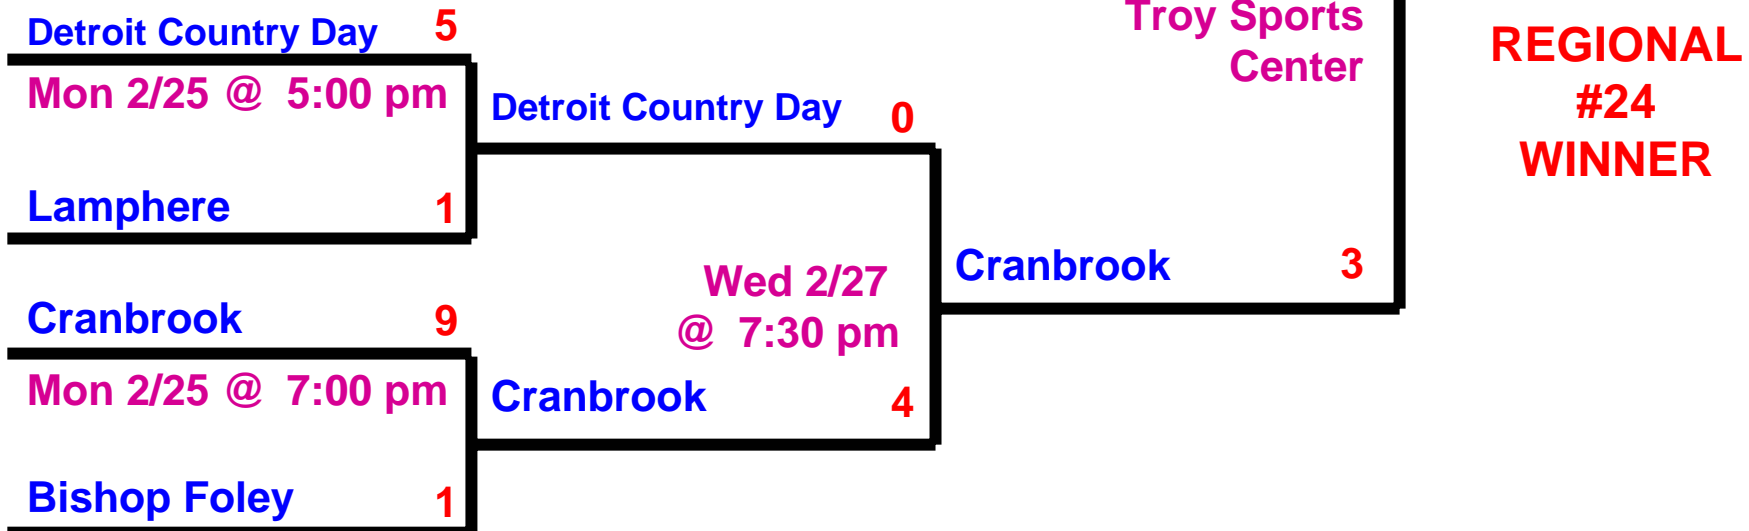 Detroit Country Day 5
Mon 2/25 @ 5:00 pm
Lamphere 1
Cranbrook 9
Mon 2/25 @ 7:00 pm
Bishop Foley 1
Detroit Country Day 0
Wed 2/27
@ 7:30 pm
Cranbrook 4
Troy Sports
Center
Cranbrook 3
REGIONAL
#24
WINNER